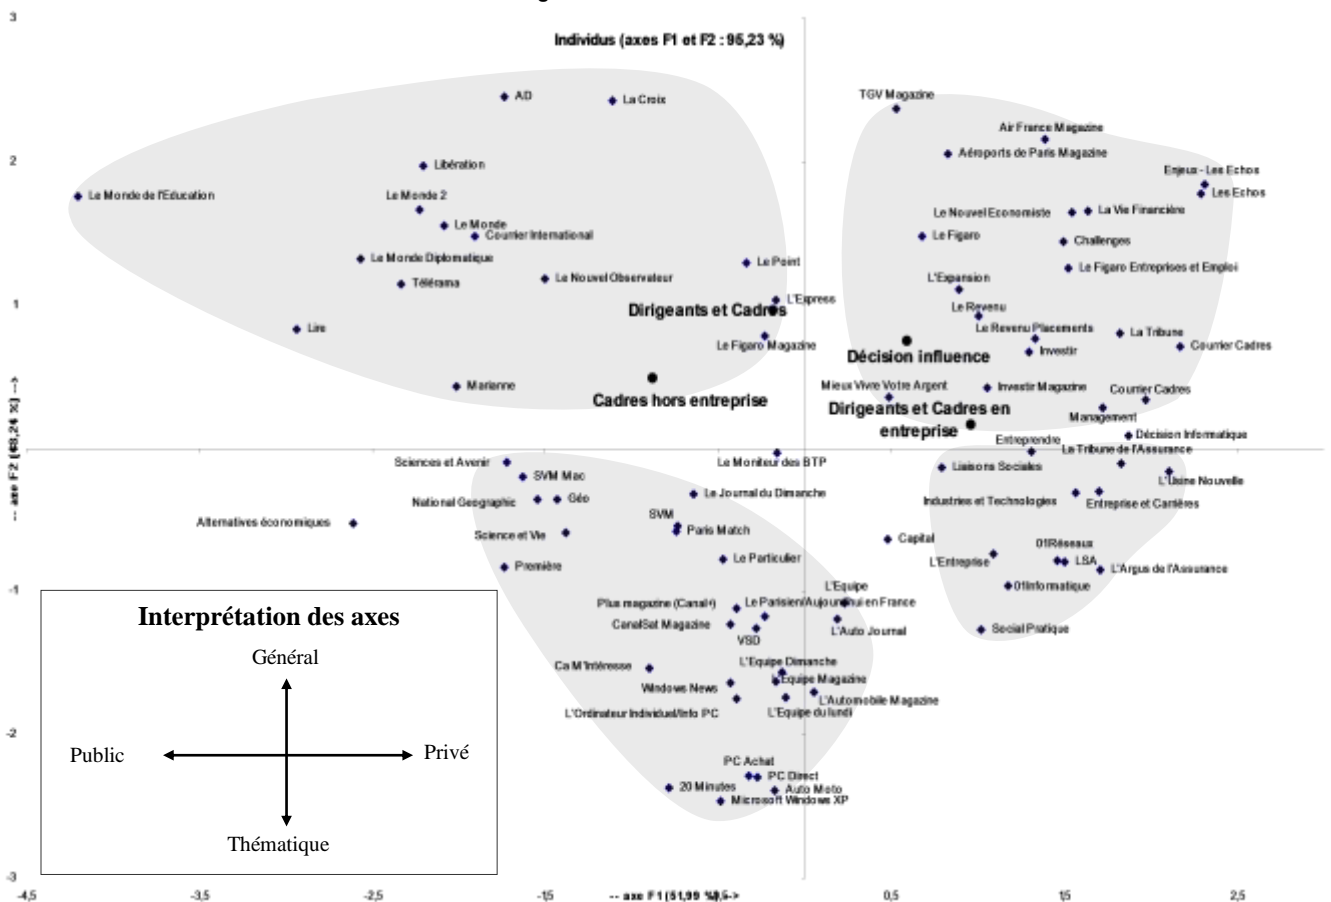 3
Individus (axes F1 et F2 : 95,23 %)
AD
La Croix
TGV Magazine
Air France Magazine
Aéroports de Paris Magazine
2
Libération
Enjeux - Les Echos
Le Monde de l'Education
Le Monde 2
Les Echos
Le Nouvel Economiste
La Vie Financière
Le Monde
Courrier International
Le Figaro
Challenges
Le Monde Diplomatique
Le Point
Le Figaro Entreprises et Emploi
Télérama
Le Nouvel Observateur
L'Expansion
1
L'Express
Dirigeants et Cadres
Le Revenu
Lire
Le Revenu Placements
La Tribune
Le Figaro Magazine
Investir
Courrier Cadres
Décision influence
Marianne
Mieux Vivre Votre Argent
Investir Magazine
Courrier Cadres
Cadres hors entreprise
Dirigeants et Cadres en
entreprise
Management
Décision Informatique
Entreprendre
La Tribune de l'Assurance
-- axe F2 (48,24 %) -->
Sciences et Avenir
Le Moniteur des BTP
Liaisons Sociales
SVM Mac
L'Usine Nouvelle
National Geographic
Géo
Le Journal du Dimanche
Industries et Technologies
Entreprise et Carrières
Alternatives économiques
SVM
Paris Match
Science et Vie
Capital
01Réseaux
Le Particulier
L'Entreprise
LSA
Première
L'Argus de l'Assurance
-1
L'Equipe
01Informatique
Plus magazine (Canal+)
Le Parisien/Aujourd'hui en France
CanalSat Magazine
VSD
L'Auto Journal
Social Pratique
Ca M'Intéresse
L'Equipe Dimanche
Windows News
L'Equipe Magazine
L'Automobile Magazine
L'Ordinateur Individuel/Info PC
L'Equipe du lundi
-2
PC Achat
PC Direct
20 Minutes
Auto Moto
Microsoft Windows XP
Interprétation des axes
Général
Public
Privé
Thématique
-3
-4,5
-3,5
-2,5
-1,5
-- axe F1 (51,99 %) -->
0,5
1,5
2,5